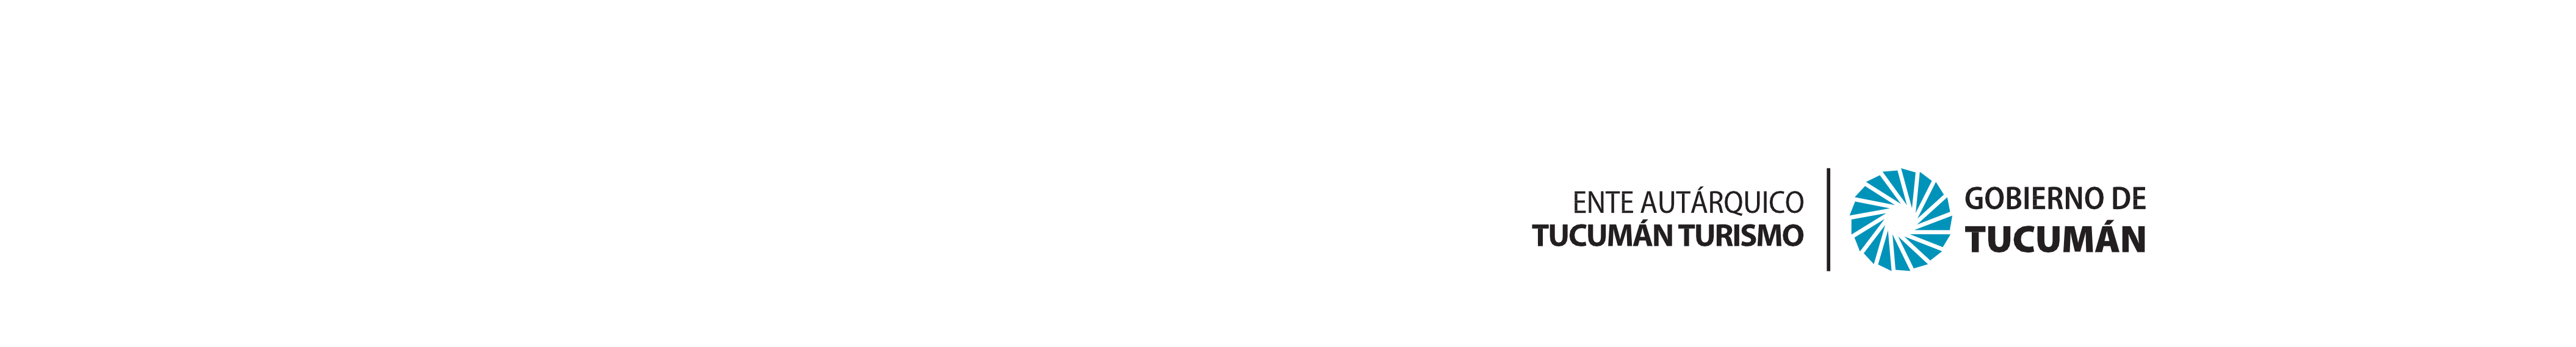 ENTE AUTÁRQUICO
TUCUMÁN TURISMO
GOBIERNO DE
TUCUMÁN